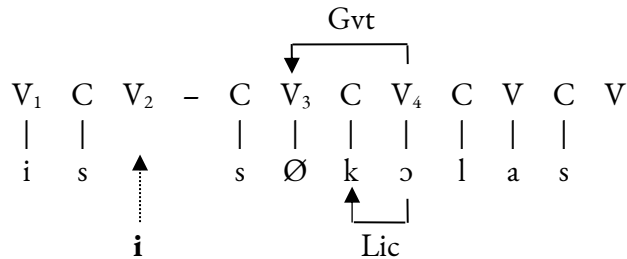 Gvt
V₁ C V₂ – C V₃ C V₄ C V C V
i s s Ø k ɔ l a s
i Lic